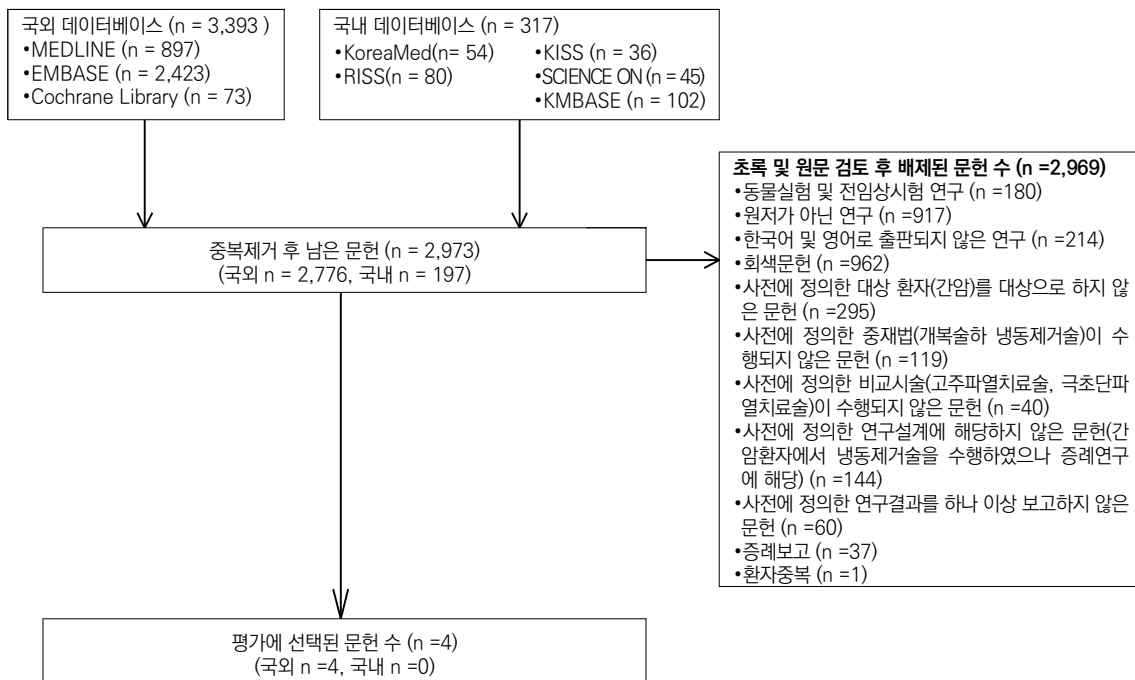 국외 데이터베이스 (n = 3,393 )
•MEDLINE (n = 897)
•EMBASE (n = 2,423)
•Cochrane Library (n = 73)
국내 데이터베이스 (n = 317)
•KoreaMed(n= 54) •KISS (n = 36)
•RISS(n = 80) •SCIENCE ON (n = 45)
•KMBASE (n = 102)
중복제거 후 남은 문헌 (n = 2,973)
(국외 n = 2,776, 국내 n = 197)
초록 및 원문 검토 후 배제된 문헌 수 (n =2,969)
•동물실험 및 전임상시험 연구 (n =180)
•원저가 아닌 연구 (n =917)
•한국어 및 영어로 출판되지 않은 연구 (n =214)
•회색문헌 (n =962)
•사전에 정의한 대상 환자(간암)를 대상으로 하지 않
은 문헌 (n =295)
•사전에 정의한 중재법(개복술하 냉동제거술)이 수
행되지 않은 문헌 (n =119)
•사전에 정의한 비교시술(고주파열치료술, 극초단파
열치료술)이 수행되지 않은 문헌 (n =40)
•사전에 정의한 연구설계에 해당하지 않은 문헌(간
암환자에서 냉동제거술을 수행하였으나 증례연구
에 해당) (n =144)
•사전에 정의한 연구결과를 하나 이상 보고하지 않은
문헌 (n =60)
•증례보고 (n =37)
•환자중복 (n =1)
평가에 선택된 문헌 수 (n =4)
(국외 n =4, 국내 n =0)